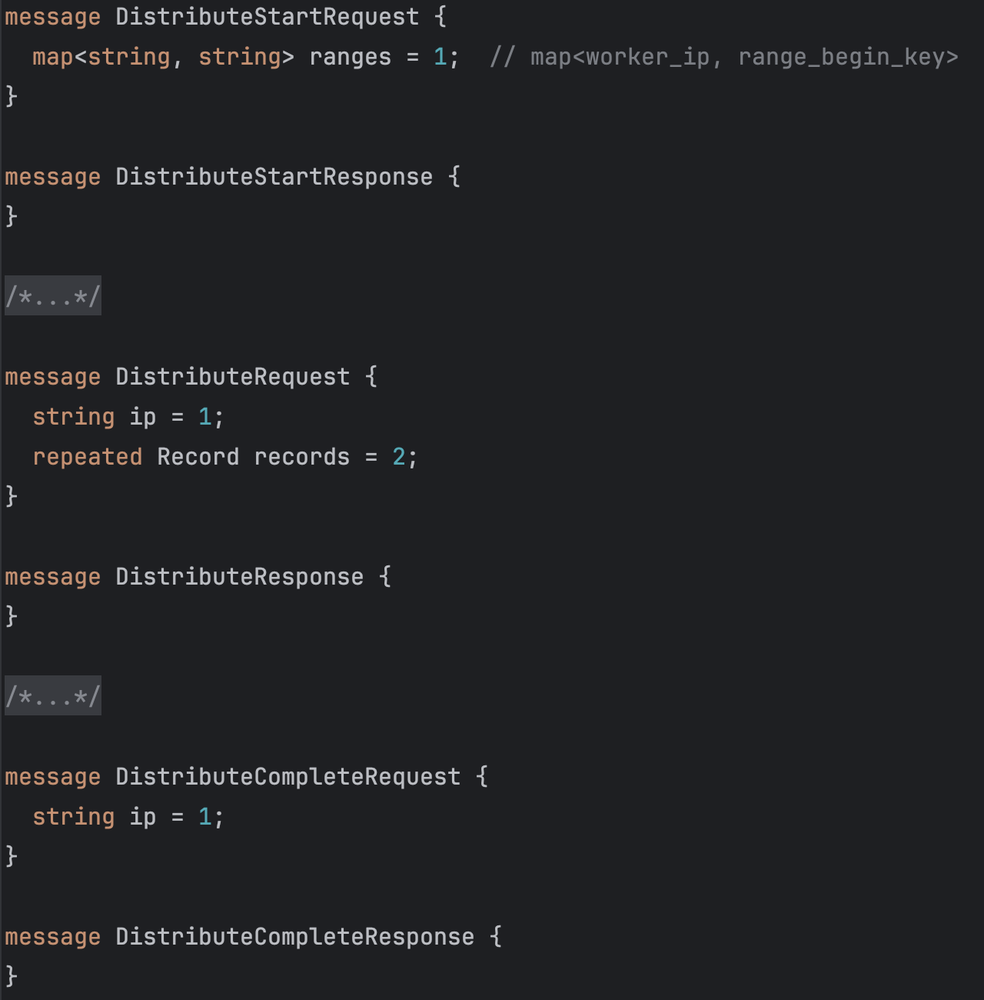 message DistributeStartRequest {
  map<string, string> ranges = 1;  // map<worker_ip, range_begin_key>
}

message DistributeStartResponse {
}

/*...*/

message DistributeRequest {
  string ip = 1;
  repeated Record records = 2;
}

message DistributeResponse {
}

/*...*/

message DistributeCompleteRequest {
  string ip = 1;
}

message DistributeCompleteResponse {
}